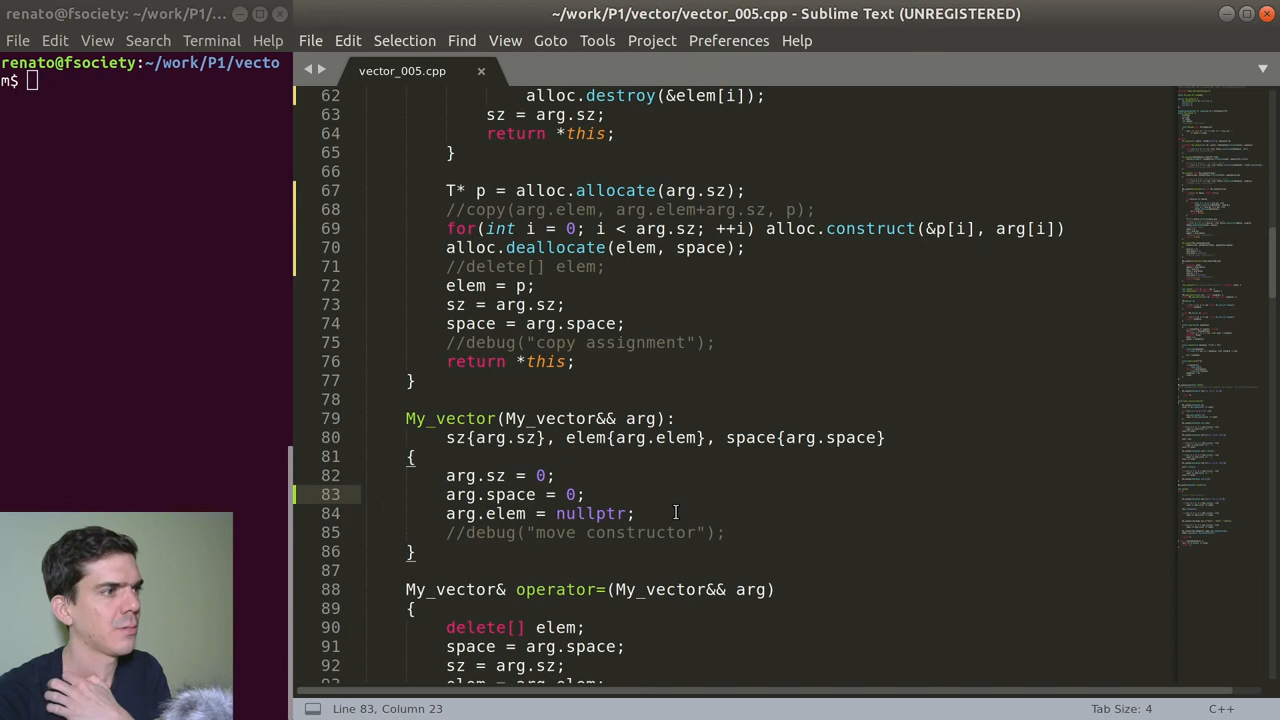 renato@fsociety: ~/work/P1/...
File Edit View Search Terminal Help
renato@fsociety:~/work/P1/vecto
m$
~/work/P1/vector/vector_005.cpp - Sublime Text (UNREGISTERED)
File Edit Selection Find View Goto Tools Project Preferences Help
vector_005.cpp
62 alloc.destroy(&elem[i]);
63 sz = arg.sz;
64 return *this;
65 }
66
67 T* p = alloc.allocate(arg.sz);
68 //copy(arg.elem, arg.elem+arg.sz, p);
69 for(int i = 0; i < arg.sz; ++i) alloc.construct(&p[i], arg[i])
70 alloc.deallocate(elem, space);
71 //delete[] elem;
72 elem = p;
73 sz = arg.sz;
74 space = arg.space;
75 //debug("copy assignment");
76 return *this;
77 }
78
79 My_vector(My_vector&& arg):
80 sz{arg.sz}, elem{arg.elem}, space{arg.space}
81 {
82 arg.sz = 0;
83 arg.space = 0;
84 arg.elem = nullptr;
85 //debug("move constructor");
86 }
87
88 My_vector& operator=(My_vector&& arg)
89 {
90 delete[] elem;
91 space = arg.space;
92 sz = arg.sz;
93 elem = arg.elem;
Line 83, Column 23
Tab Size: 4
C++